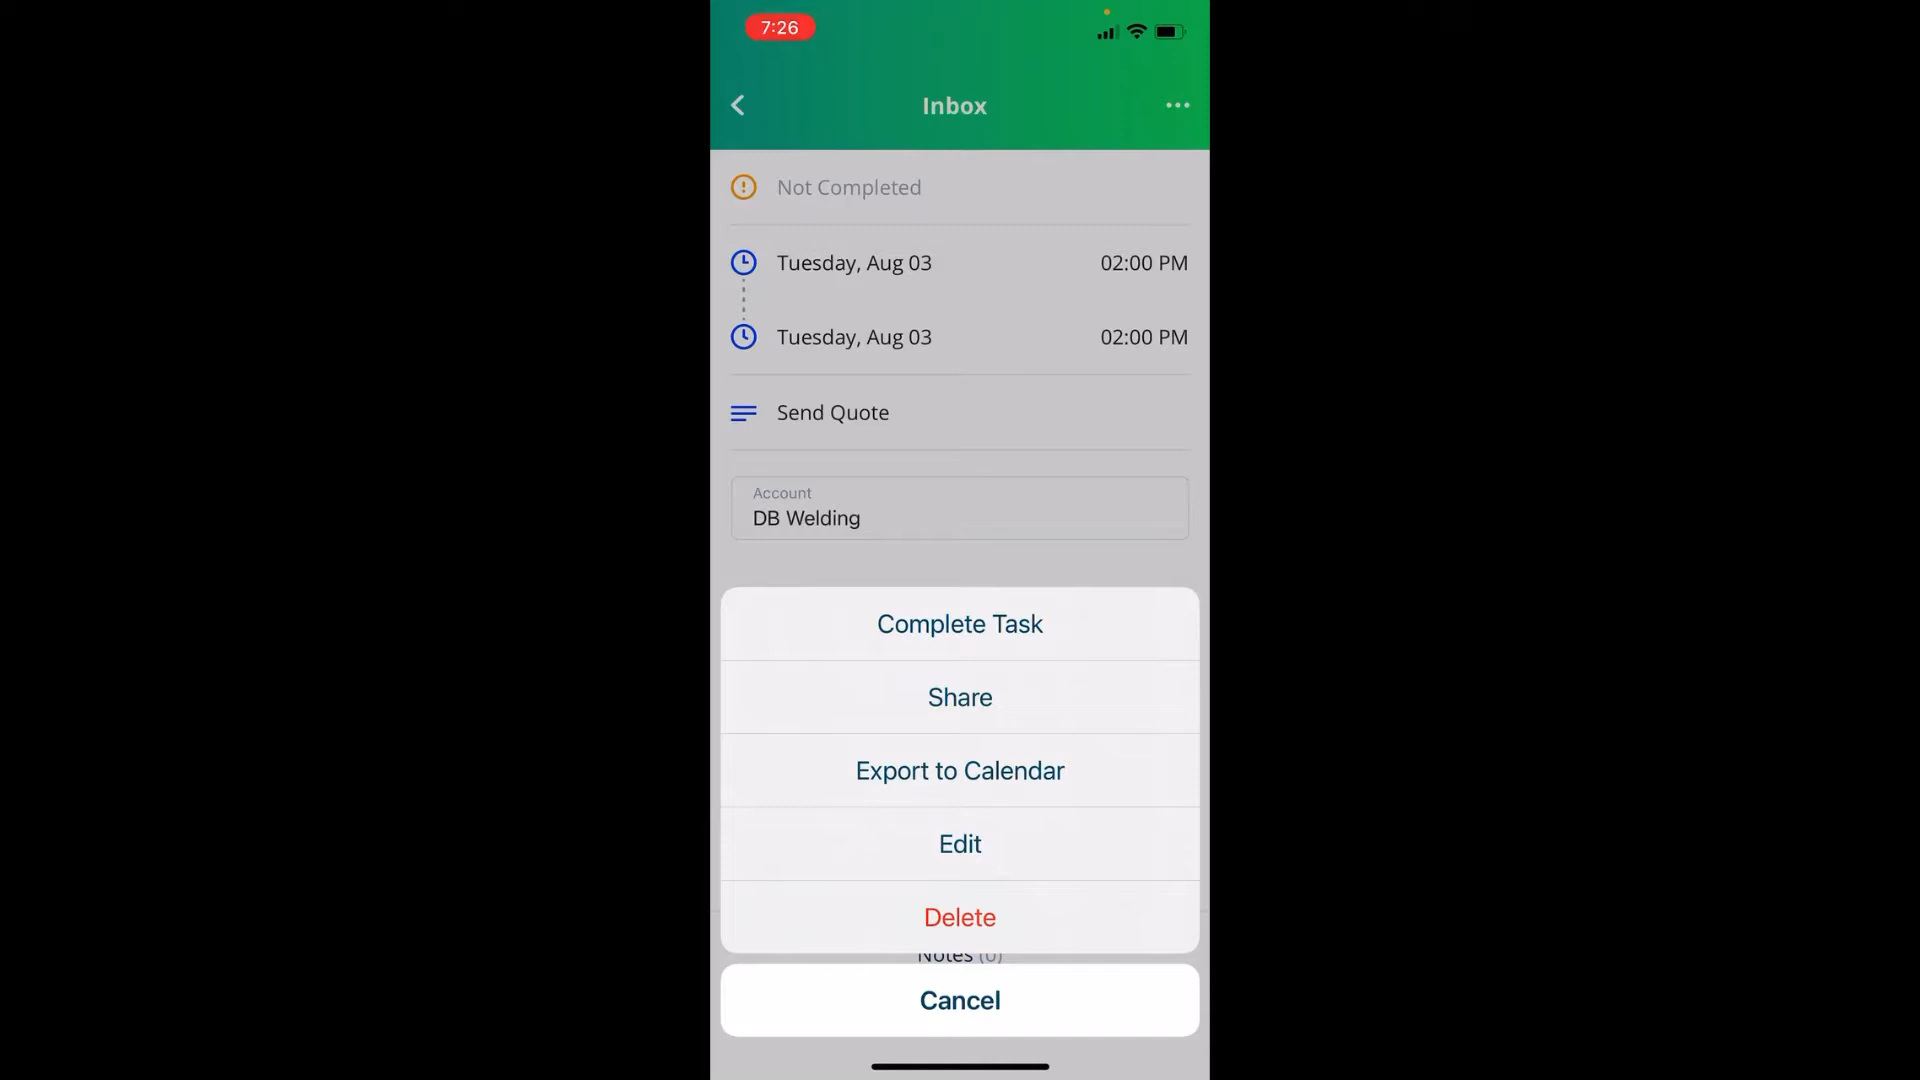 7:26
Inbox
Not Completed
Tuesday, Aug 03 02:00 PM
Tuesday, Aug 03 02:00 PM
Send Quote
Account
DB Welding
Complete Task
Share
Export to Calendar
Edit
Delete
Notes (0)
Cancel